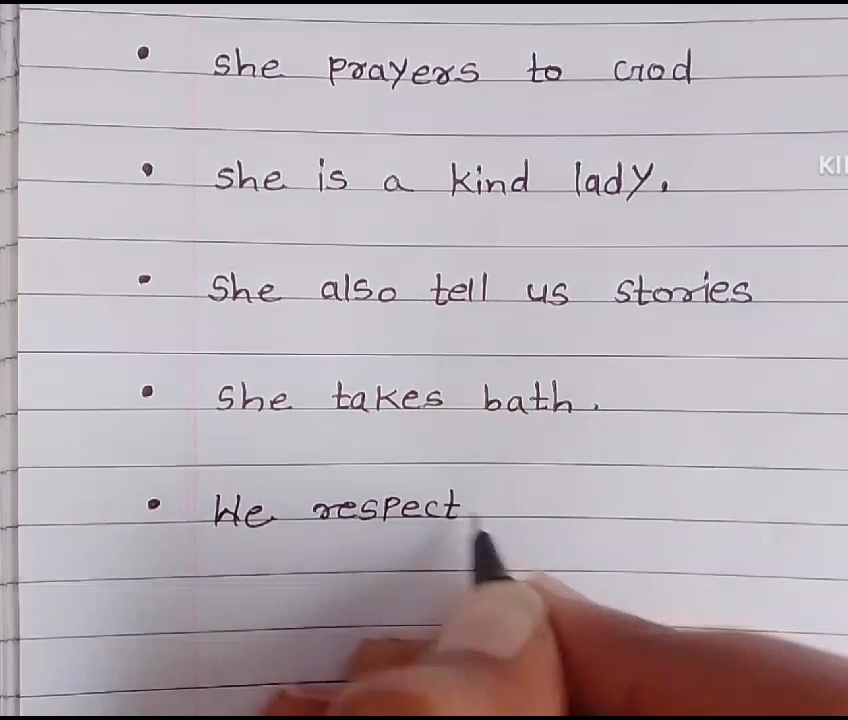 • she prayers to God
• she is a kind lady.
• she also tell us stories
• she takes bath.
• We respect